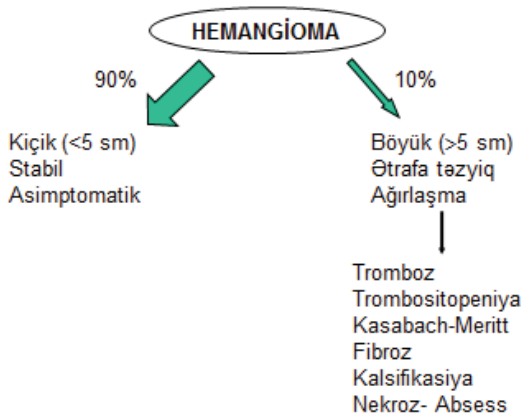 HEMANGİOMA
90%
10%
Kiçik (<5 sm)
Stabil
Asimptomatik
Böyük (>5 sm)
Ətrafa təzyiq
Ağırlaşma
Tromboz
Trombositopeniya
Kasabach-Meritt
Fibroz
Kalsifikasiya
Nekroz- Absess